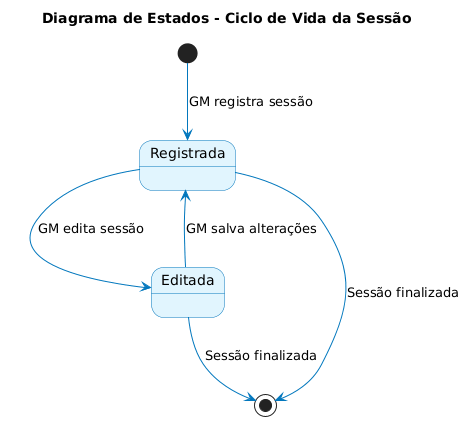 Diagrama de Estados - Ciclo de Vida da Sessão
GM registra sessão
Registrada
GM edita sessão
GM salva alterações
Editada
Sessão finalizada
Sessão finalizada